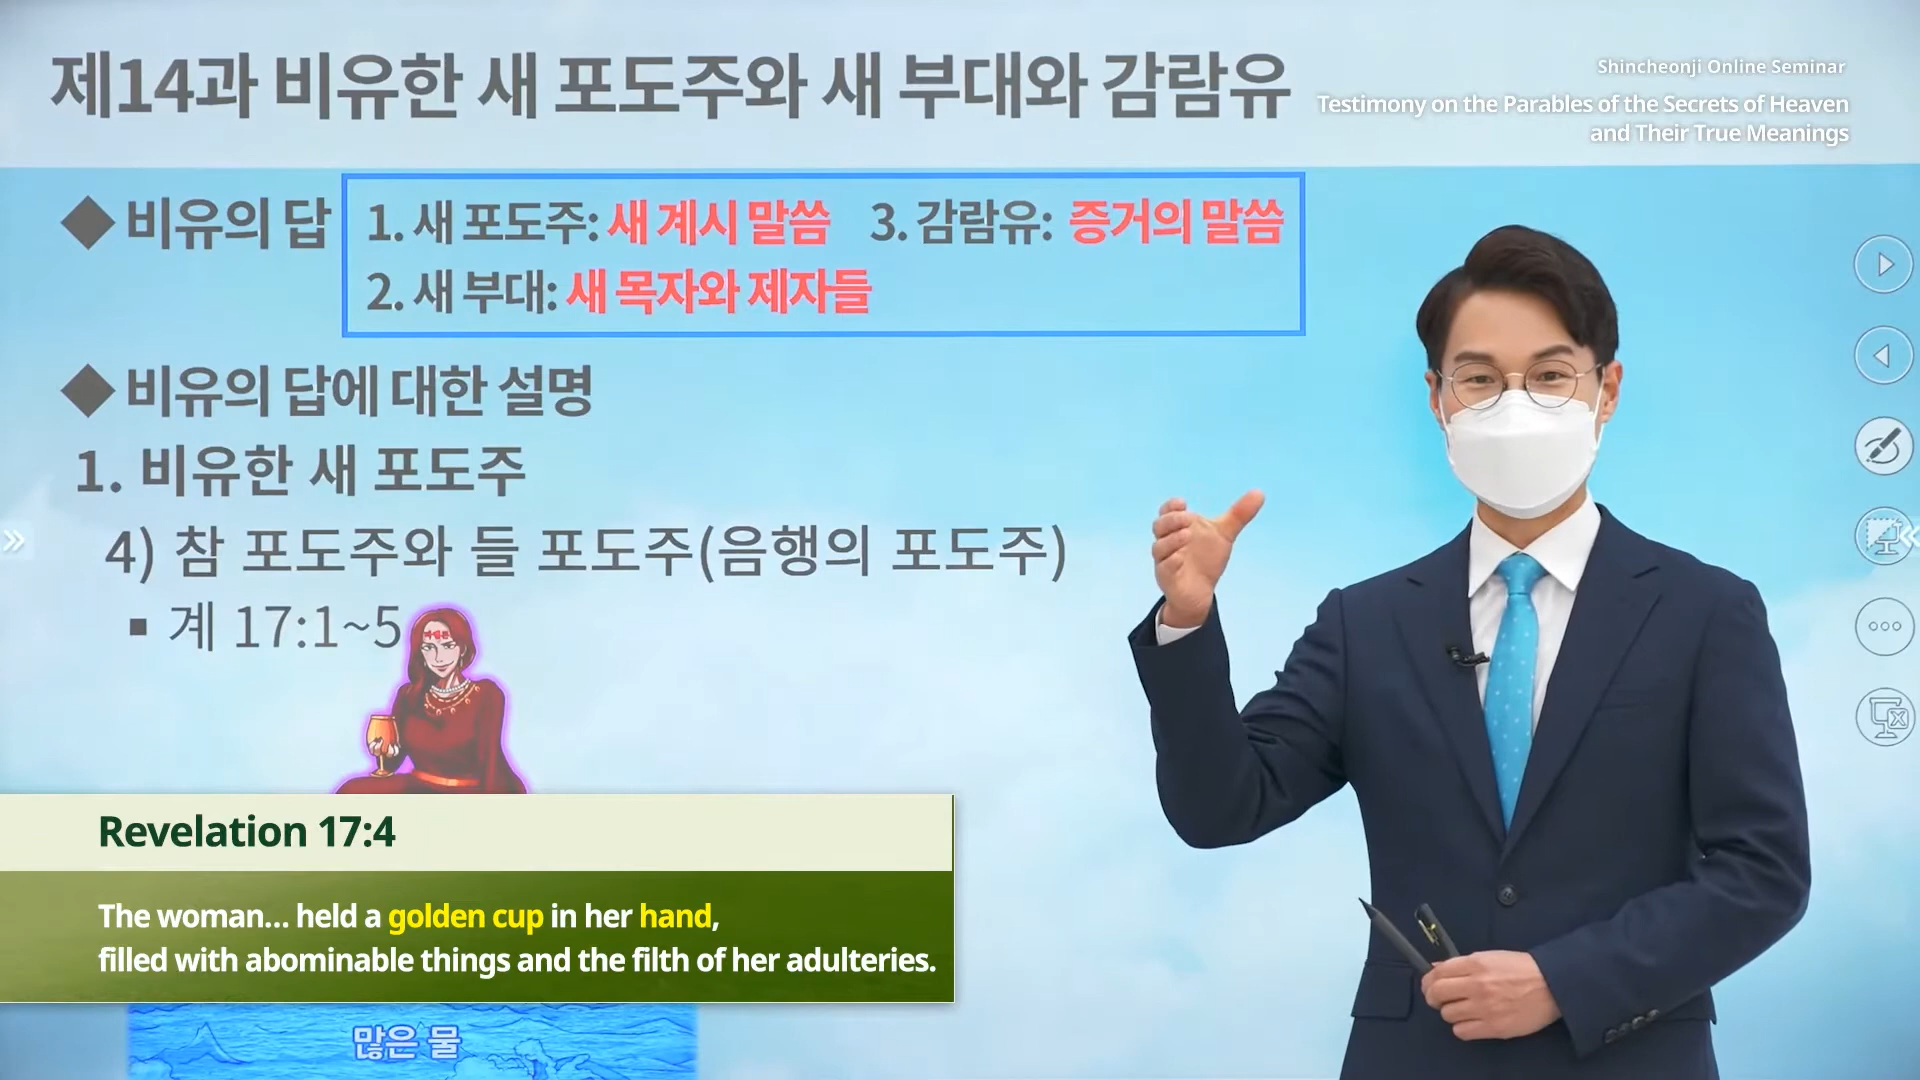 제14과 비유한 새 포도주와 새 부대와 감람유
Shincheonji Online Seminar
Testimony on the Parables of the Secrets of Heaven
and Their True Meanings
◆ 비유의 답
1. 새 포도주: 새 계시 말씀 3. 감람유: 증거의 말씀
2. 새 부대: 새 목자와 제자들
◆ 비유의 답에 대한 설명
1. 비유한 새 포도주
4) 참 포도주와 들 포도주(음행의 포도주)
▪ 계 17:1~5
바벨론
Revelation 17:4
The woman... held a golden cup in her hand,
filled with abominable things and the filth of her adulteries.
많은 물